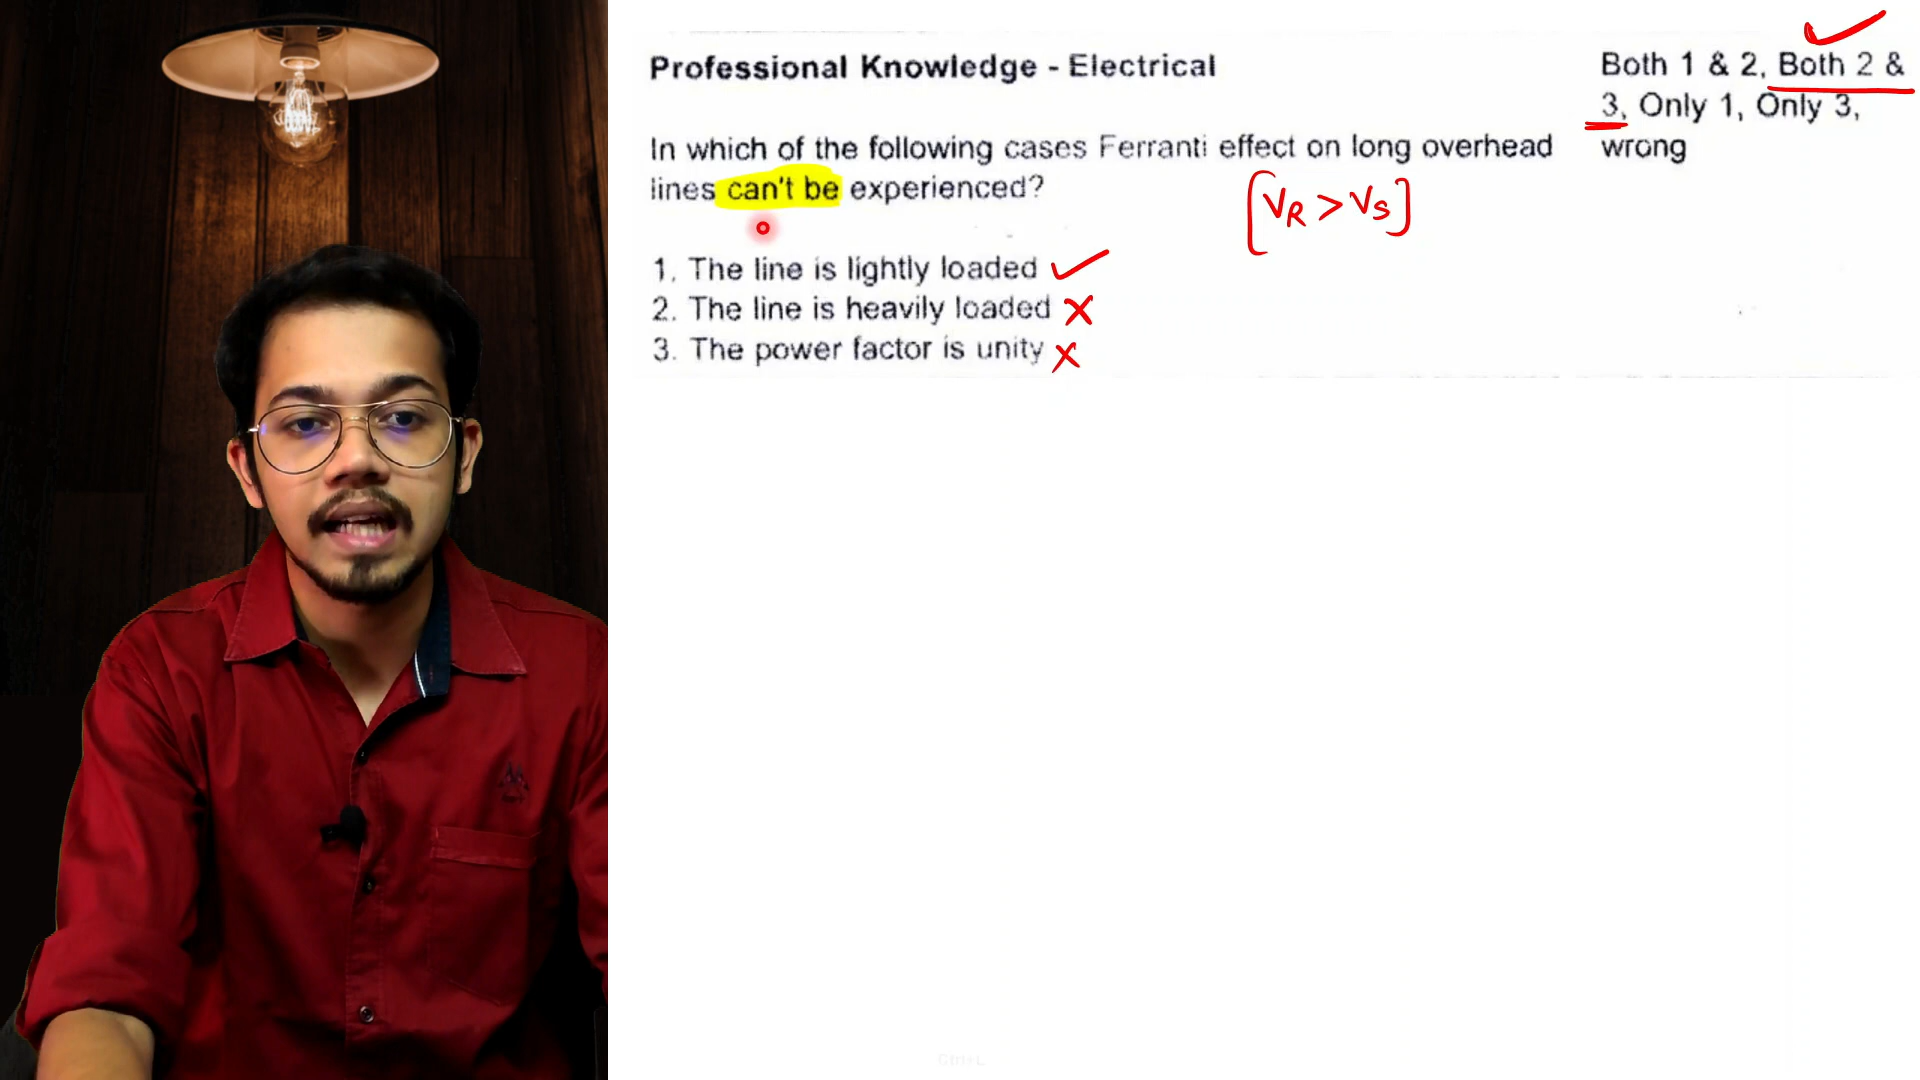 Professional Knowledge - Electrical
In which of the following cases Ferranti effect on long overhead
lines can't be experienced?
[VR > VS]
1. The line is lightly loaded ✓
2. The line is heavily loaded ×
3. The power factor is unity ×
✓
Both 1 & 2, Both 2 &
3, Only 1, Only 3,
wrong